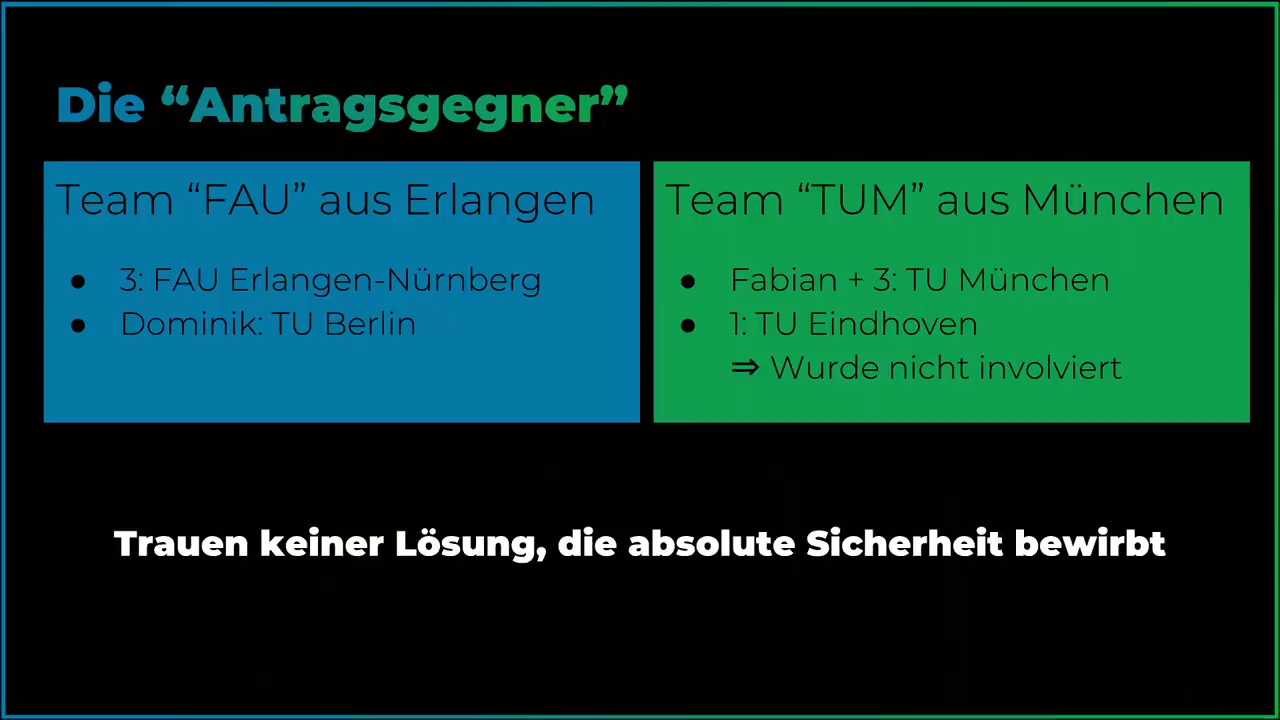 Die “Antragsgegner”
Team “FAU” aus Erlangen
● 3: FAU Erlangen-Nürnberg
● Dominik: TU Berlin
Team “TUM” aus München
● Fabian + 3: TU München
● 1: TU Eindhoven
⇒ Wurde nicht involviert
Trauen keiner Lösung, die absolute Sicherheit bewirbt